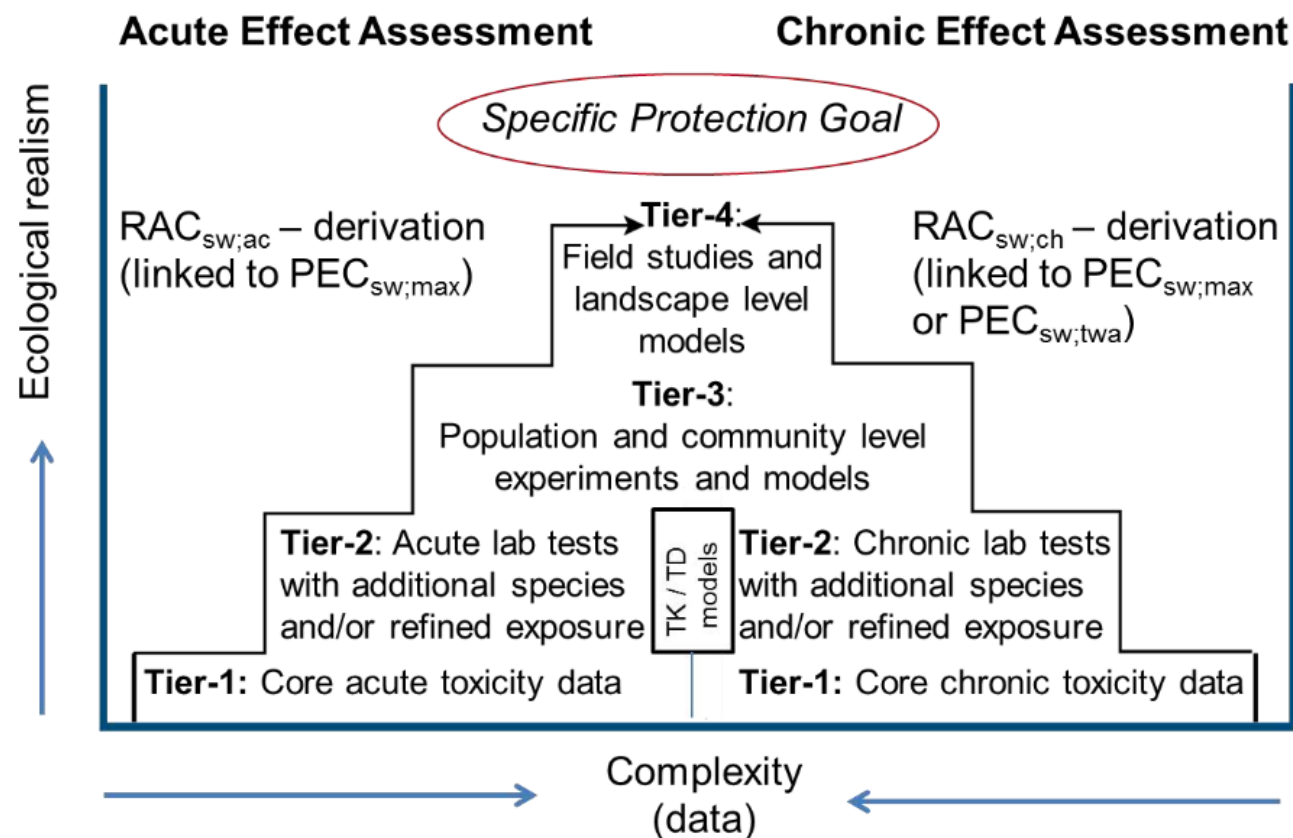 Acute Effect Assessment
Chronic Effect Assessment
Ecological realism
Specific Protection Goal
RACsw;ac – derivation
(linked to PECsw;max)
RACsw;ch – derivation
(linked to PECsw;max
or PECsw;twa)
Tier-4:
Field studies and
landscape level
models
Tier-3:
Population and community level
experiments and models
Tier-2: Acute lab tests
with additional species
and/or refined exposure
TK / TD
models
Tier-2: Chronic lab tests
with additional species
and/or refined exposure
Tier-1: Core acute toxicity data
Tier-1: Core chronic toxicity data
Complexity
(data)